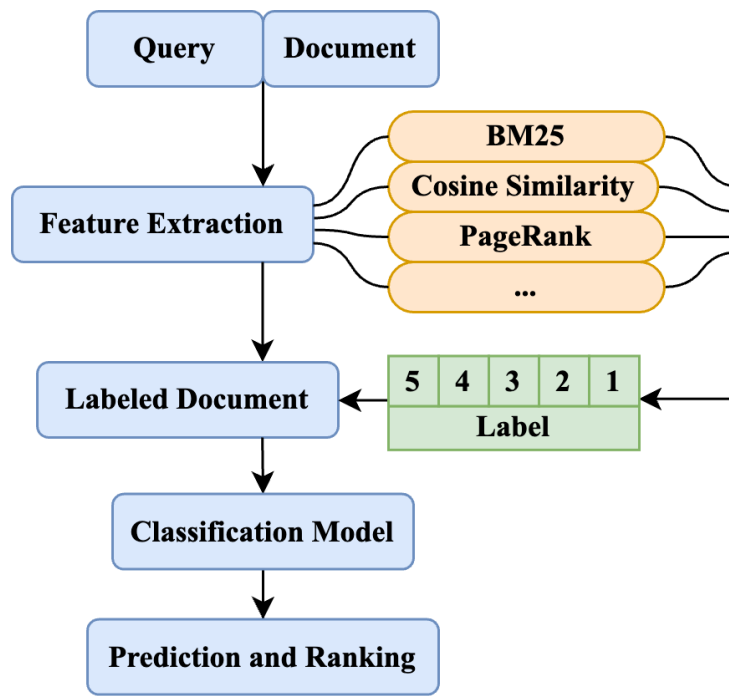 Query Document
BM25
Cosine Similarity
Feature Extraction
PageRank
...
5 4 3 2 1
Labeled Document
Label
Classification Model
Prediction and Ranking